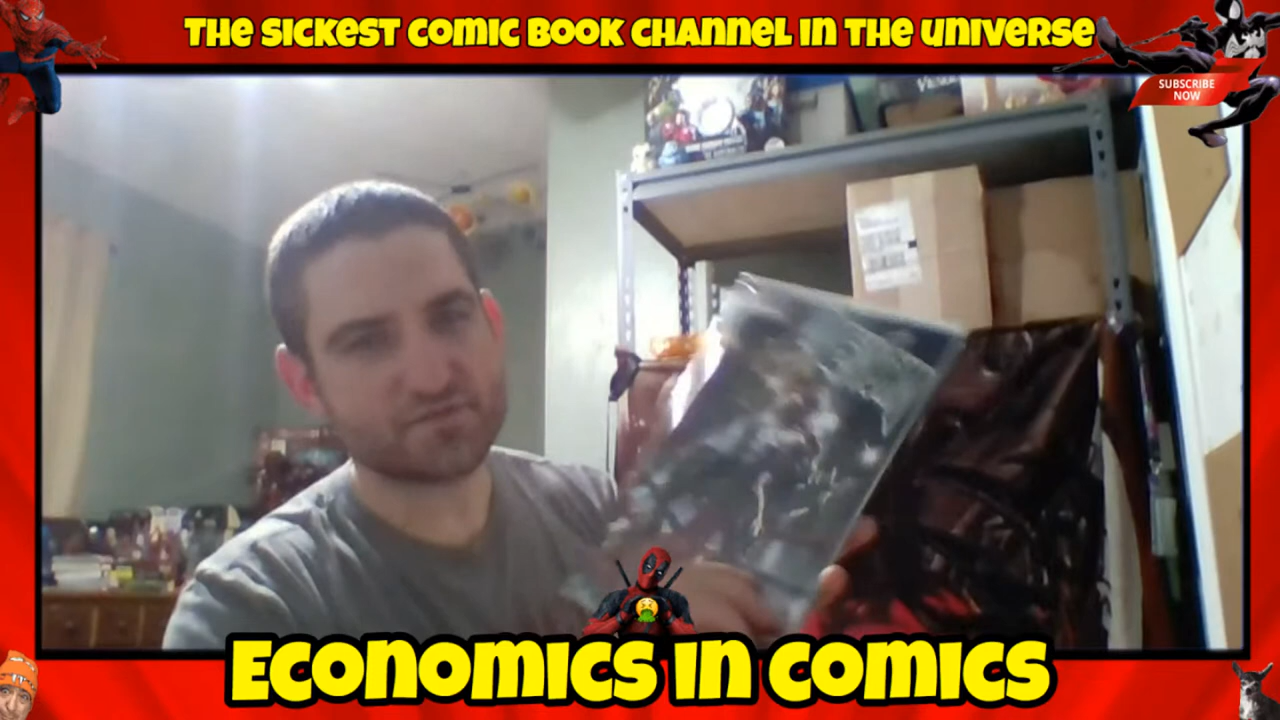 THE SICKEST COMIC BOOK CHANNEL IN THE UNIVERSE
SUBSCRIBE
NOW
ECONOMICS IN COMICS